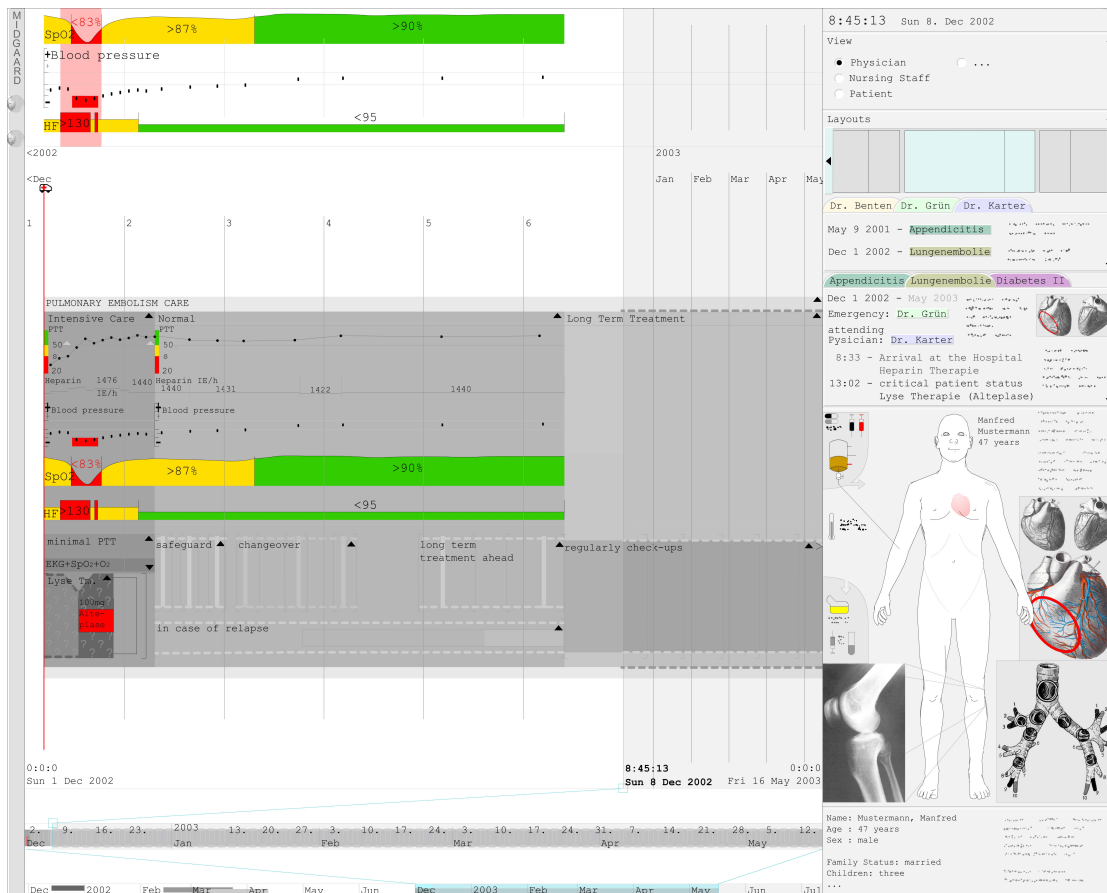 MIDGAARD
<83%
SpO2
>87%
>90%
+Blood pressure
HF
>130
<95
<2002
2003
<Dec
Jan Feb Mar Apr May
1 2 3 4 5 6
PULMONARY EMBOLISM CARE
Intensive Care
Normal
Long Term Treatment
PTT
50
8
20
PTT
50
8
20
Heparin 1476 1440
IE/h
Heparin IE/h
1440 1431 1422 1440
Blood pressure
Blood pressure
<83%
SpO2
>87%
>90%
HF
>130
<95
minimal PTT
safeguard
changeover
long term
treatment ahead
regularly check-ups
EKG+SpO2+O2
Lyse Tm.
100mg
Alte-
plase
in case of relapse
0:0:0
Sun 1 Dec 2002
8:45:13
Sun 8 Dec 2002
0:0:0
Fri 16 May 2003
2. 9. 16. 23. 2003 13. 20. 27. 3. 10. 17. 24. 3. 10. 17. 24. 31. 7. 14. 21. 28. 5. 12.
Dec Jan Feb Mar Apr May
Dec 2002 Feb Mar Apr May Jun Dec 2003 Feb Mar Apr May Jun Jul
8:45:13 Sun 8. Dec 2002
View
Physician
...
Nursing Staff
Patient
Layouts
Dr. Benten Dr. Grün Dr. Karter
May 9 2001 - Appendicitis
Dec 1 2002 - Lungenembolie
Appendicitis Lungenembolie Diabetes II
Dec 1 2002 - May 2003
Emergency: Dr. Grün
attending
Pysician: Dr. Karter
8:33 - Arrival at the Hospital
Heparin Therapie
13:02 - critical patient status
Lyse Therapie (Alteplase)
Manfred
Mustermann
47 years
Name: Mustermann, Manfred
Age : 47 years
Sex : male
Family Status: married
Children: three
...